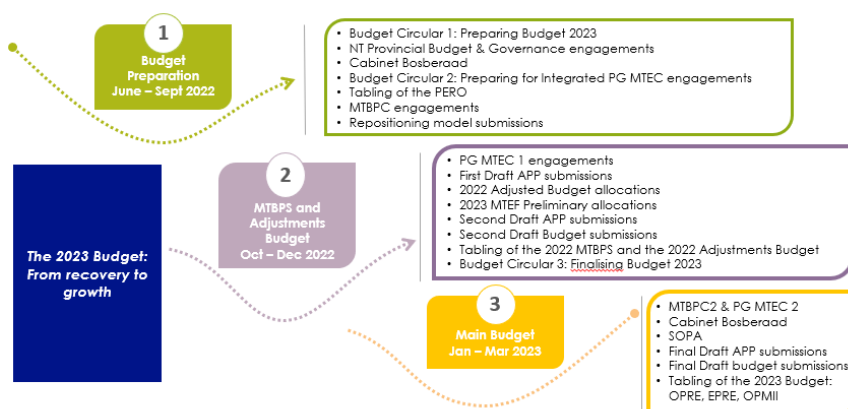 1
Budget
Preparation
June – Sept 2022
• Budget Circular 1: Preparing Budget 2023
• NT Provincial Budget & Governance engagements
• Cabinet Bosberaad
• Budget Circular 2: Preparing for Integrated PG MTEC engagements
• Tabling of the PERO
• MTBPC engagements
• Repositioning model submissions
The 2023 Budget:
From recovery to
growth
2
MTBPS and
Adjustments
Budget
Oct – Dec 2022
• PG MTEC 1 engagements
• First Draft APP submissions
• 2022 Adjusted Budget allocations
• 2023 MTEF Preliminary allocations
• Second Draft APP submissions
• Second Draft Budget submissions
• Tabling of the 2022 MTBPS and the 2022 Adjustments Budget
• Budget Circular 3: Finalising Budget 2023
3
Main Budget
Jan – Mar 2023
• MTBPC2 & PG MTEC 2
• Cabinet Bosberaad
• SOPA
• Final Draft APP submissions
• Final Draft budget submissions
• Tabling of the 2023 Budget:
OPRE, EPRE, OPMII